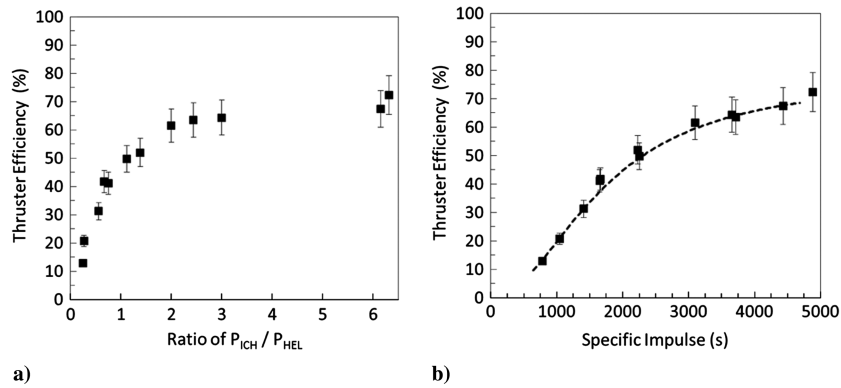 100
90
80
70
60
50
40
30
20
10
0
Thruster Efficiency (%)
0 1 2 3 4 5 6
Ratio of P_ICH / P_HEL
a)
100
90
80
70
60
50
40
30
20
10
0
Thruster Efficiency (%)
0 1000 2000 3000 4000 5000
Specific Impulse (s)
b)